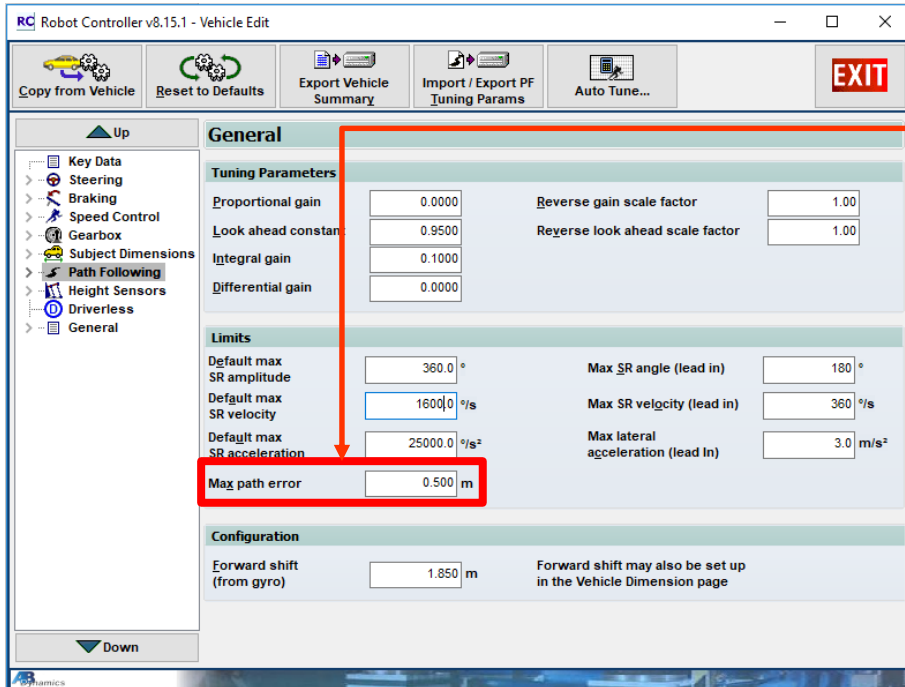 RC Robot Controller v8.15.1 - Vehicle Edit
Copy from Vehicle
Reset to Defaults
Export Vehicle
Summary
Import / Export PF
Tuning Params
Auto Tune...
EXIT
Up
Key Data
Steering
Braking
Speed Control
Gearbox
Subject Dimensions
Path Following
Height Sensors
D Driverless
General
Down
General
Tuning Parameters
Proportional gain 0.0000 Reverse gain scale factor 1.00
Look ahead constant 0.9500 Reverse look ahead scale factor 1.00
Integral gain 0.1000
Differential gain 0.0000
Limits
Default max
SR amplitude 360.0 °
Max SR angle (lead in) 180 °
Default max
SR velocity 1600.0 °/s
Max SR velocity (lead in) 360 °/s
Default max
SR acceleration 25000.0 °/s²
Max lateral
acceleration (lead In) 3.0 m/s²
Max path error 0.500 m
Configuration
Forward shift
(from gyro) 1.850 m
Forward shift may also be set up
in the Vehicle Dimension page
AB Dynamics